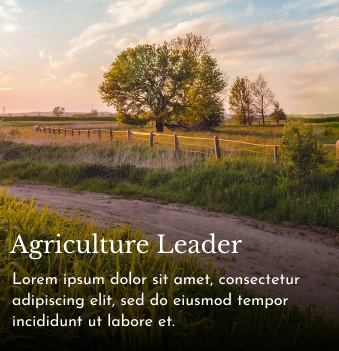 Agriculture Leader
Lorem ipsum dolor sit amet, consectetur
adipiscing elit, sed do eiusmod tempor
incididunt ut labore et.